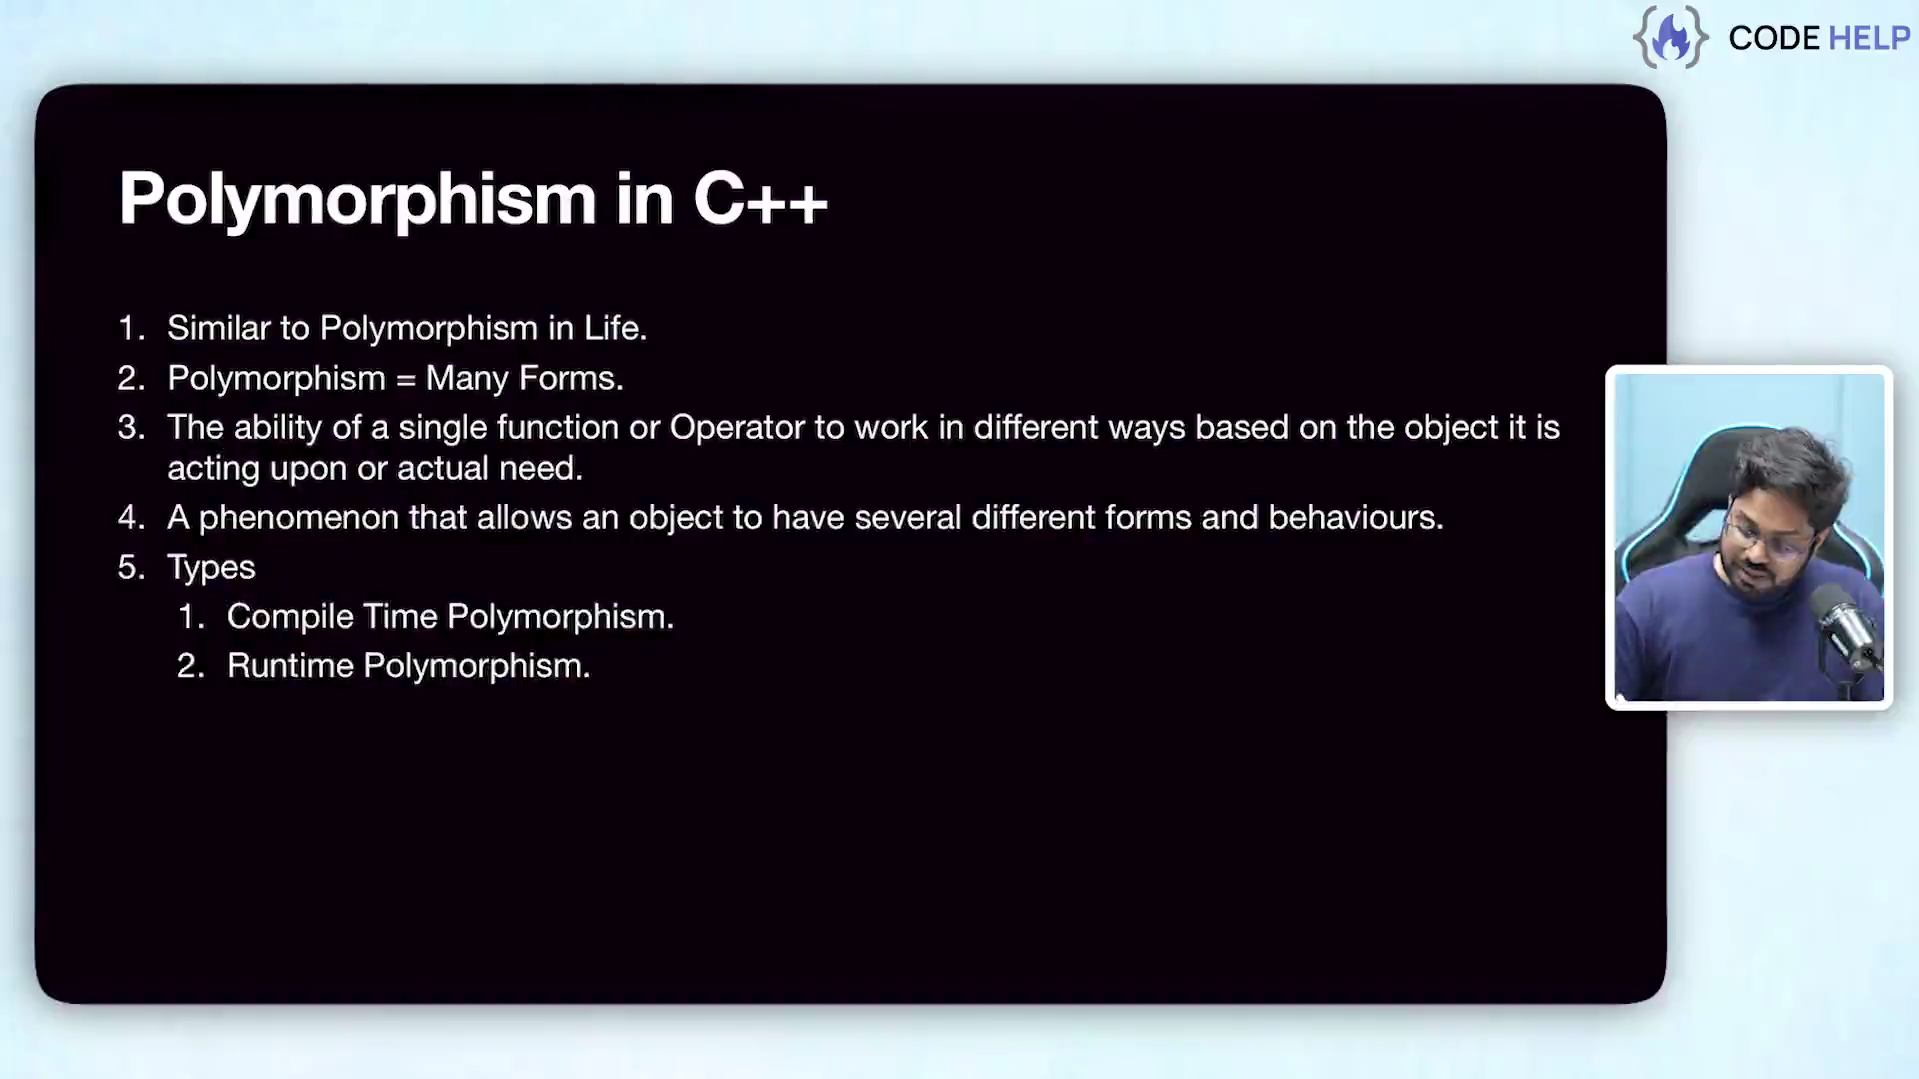 CODE HELP
Polymorphism in C++
1. Similar to Polymorphism in Life.
2. Polymorphism = Many Forms.
3. The ability of a single function or Operator to work in different ways based on the object it is
acting upon or actual need.
4. A phenomenon that allows an object to have several different forms and behaviours.
5. Types
1. Compile Time Polymorphism.
2. Runtime Polymorphism.